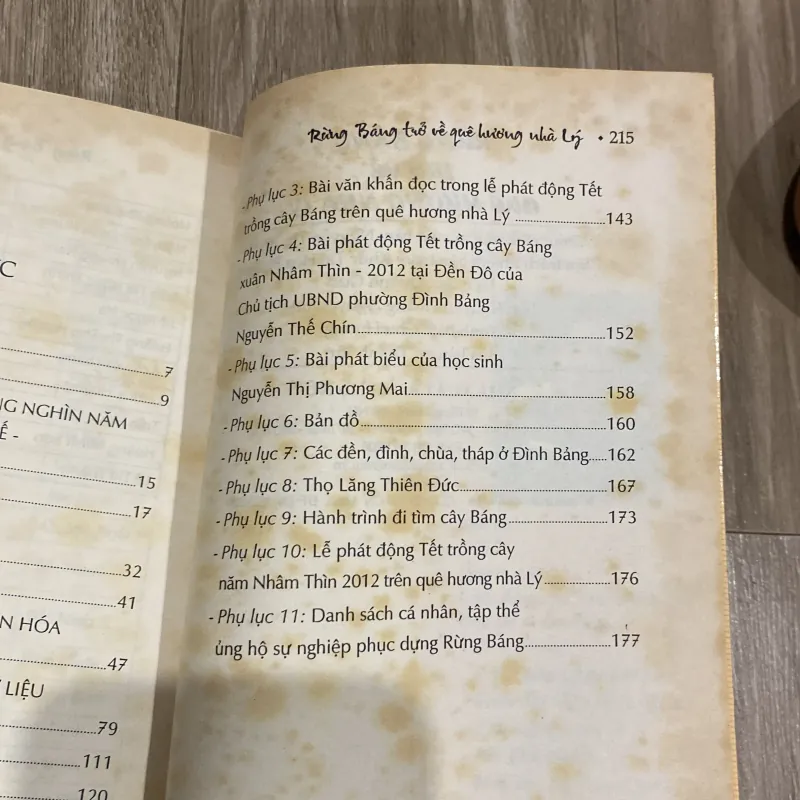 ỤC
7
9
NG NGHÌN NĂM
Ế -
15
17
32
41
N HÓA
47
LIỆU
79
111
120
Rừng Báng trở về quê hương nhà Lý • 215
- Phụ lục 3: Bài văn khấn đọc trong lễ phát động Tết
trồng cây Báng trên quê hương nhà Lý ........................143
- Phụ lục 4: Bài phát động Tết trồng cây Báng
xuân Nhâm Thìn - 2012 tại Đền Đô của
Chủ tịch UBND phường Đình Bảng
Nguyễn Thế Chín................................................................152
- Phụ lục 5: Bài phát biểu của học sinh
Nguyễn Thị Phương Mai....................................................158
- Phụ lục 6: Bản đồ................................................................160
- Phụ lục 7: Các đền, đình, chùa, tháp ở Đình Bảng.....162
- Phụ lục 8: Thọ Lăng Thiên Đức.......................................167
- Phụ lục 9: Hành trình đi tìm cây Báng..........................173
- Phụ lục 10: Lễ phát động Tết trồng cây
năm Nhâm Thìn 2012 trên quê hương nhà Lý.................176
- Phụ lục 11: Danh sách cá nhân, tập thể
ủng hộ sự nghiệp phục dựng Rừng Báng.......................177